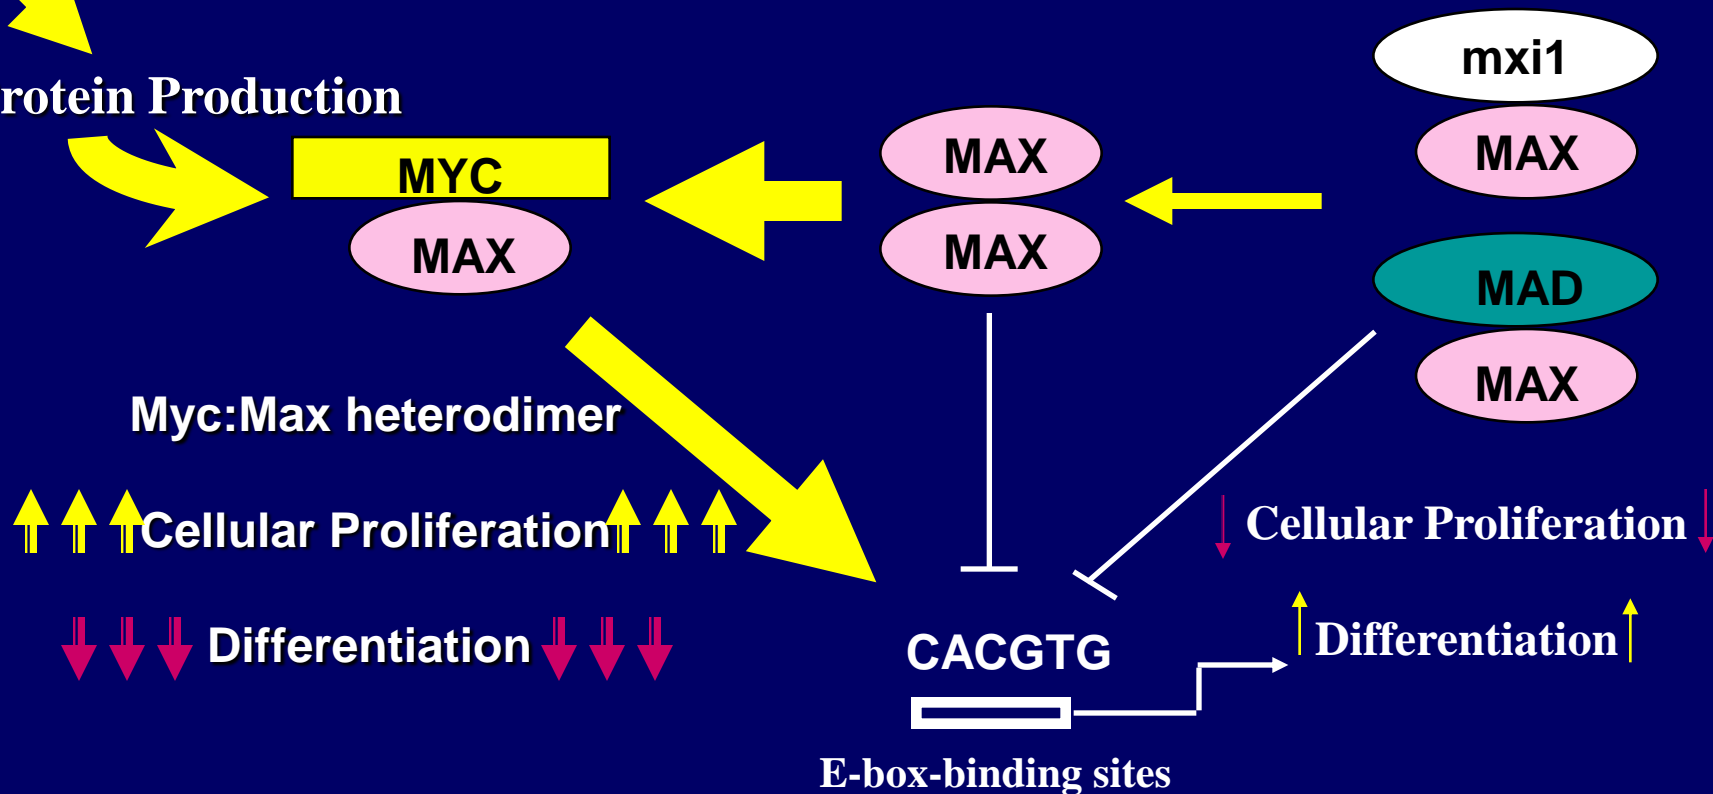 mxi1
rotein Production
MYC
MAX
MAX
MAX
MAX
MAD
MAX
Myc:Max heterodimer
Cellular Proliferation
Differentiation
Cellular Proliferation
Differentiation
CACGTG
E-box-binding sites